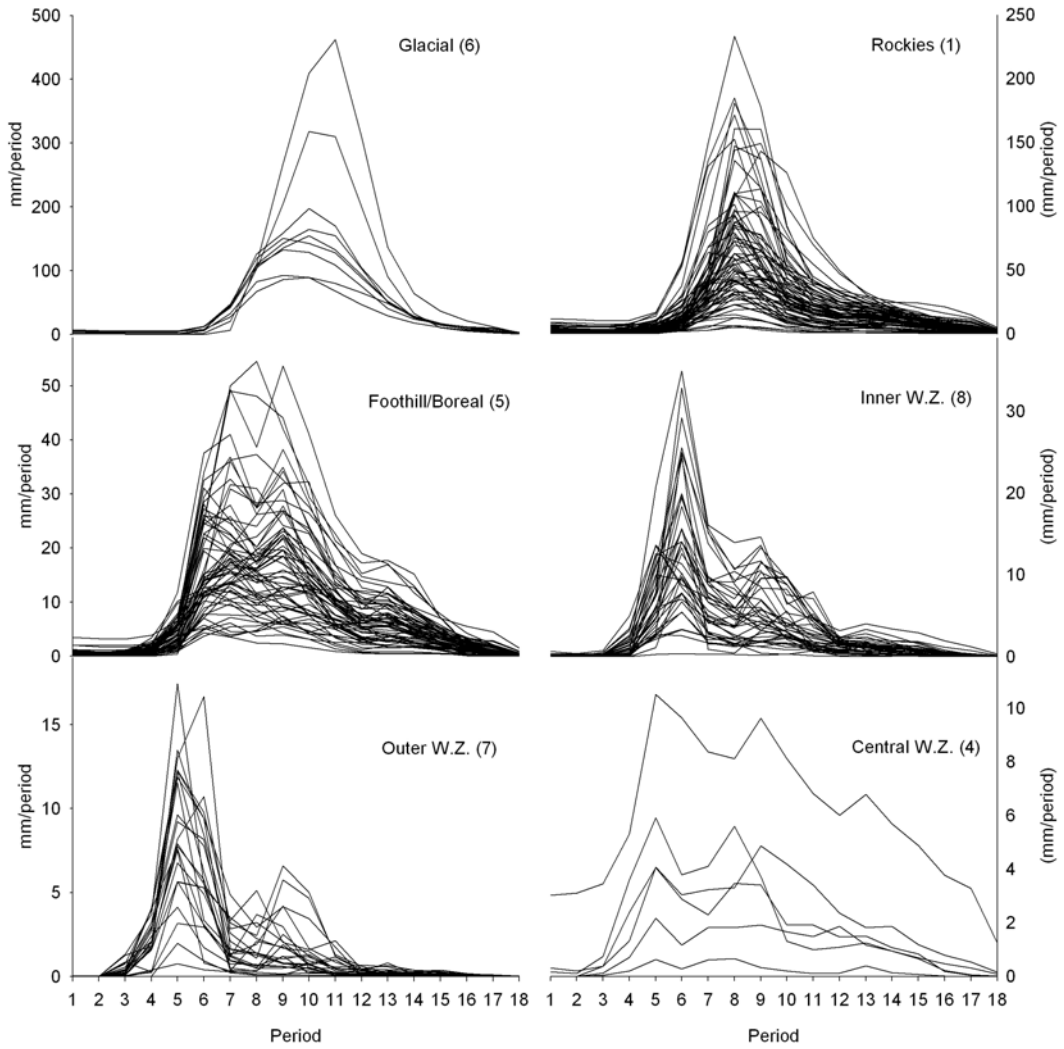 Glacial (6)
500
400
300
200
100
0
mm/period
Rockies (1)
250
200
150
100
50
0
(mm/period)
Foothill/Boreal (5)
50
40
30
20
10
0
mm/period
Inner W.Z. (8)
30
20
10
0
(mm/period)
Outer W.Z. (7)
15
10
5
0
mm/period
1 2 3 4 5 6 7 8 9 10 11 12 13 14 15 16 17 18
Period
Central W.Z. (4)
10
8
6
4
2
0
(mm/period)
1 2 3 4 5 6 7 8 9 10 11 12 13 14 15 16 17 18
Period